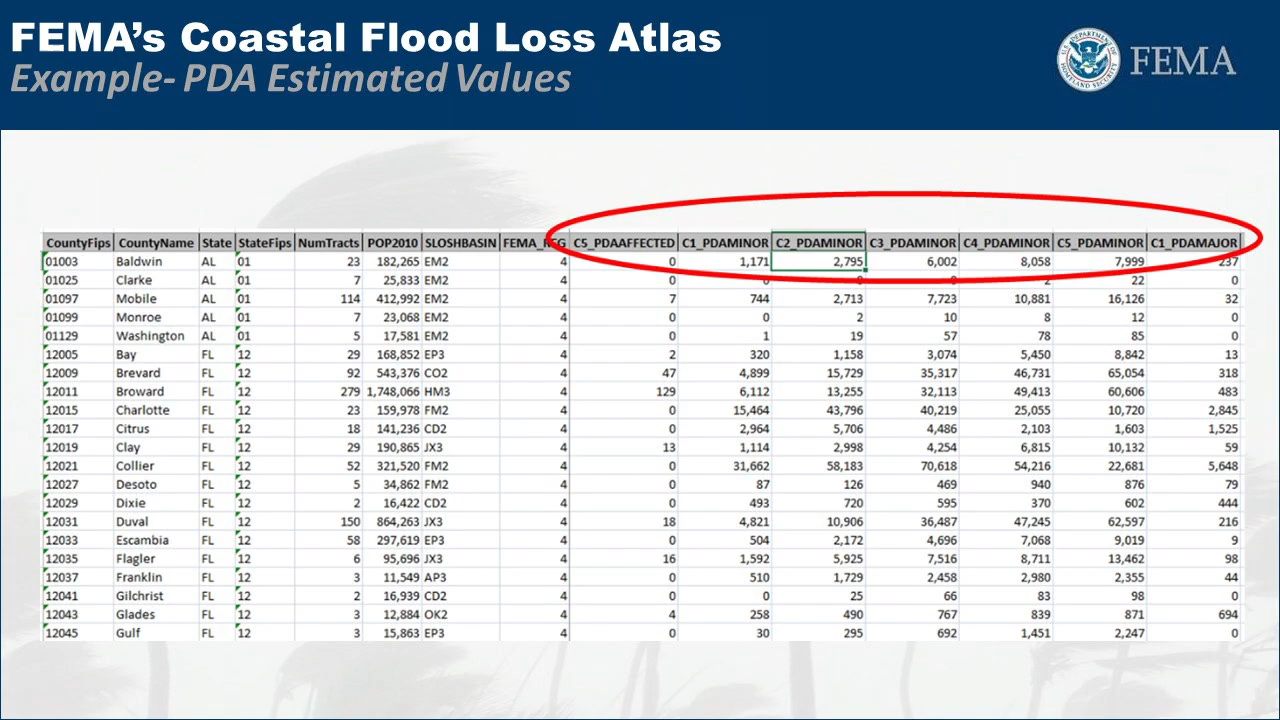 FEMA's Coastal Flood Loss Atlas
Example- PDA Estimated Values
U.S. DEPARTMENT OF HOMELAND SECURITY
FEMA
CountyFips CountyName State StateFips NumTracts POP2010 SLOSHBASIN FEMA_REG C5_PDAAFFECTED C1_PDAMINOR C2_PDAMINOR C3_PDAMINOR C4_PDAMINOR C5_PDAMINOR C1_PDAMAJOR
01003 Baldwin AL 01 23 182,265 EM2 4 0 1,171 2,795 6,002 8,058 7,999 237
01025 Clarke AL 01 7 25,833 EM2 4 0 0 0 0 2 22 0
01097 Mobile AL 01 114 412,992 EM2 4 7 744 2,713 7,723 10,881 16,126 32
01099 Monroe AL 01 7 23,068 EM2 4 0 0 2 10 8 12 0
01129 Washington AL 01 5 17,581 EM2 4 0 1 19 57 78 85 0
12005 Bay FL 12 29 168,852 EP3 4 2 320 1,158 3,074 5,450 8,842 13
12009 Brevard FL 12 92 543,376 CO2 4 47 4,899 15,729 35,317 46,731 65,054 318
12011 Broward FL 12 279 1,748,066 HM3 4 129 6,112 13,255 32,113 49,413 60,606 483
12015 Charlotte FL 12 23 159,978 FM2 4 0 15,464 43,796 40,219 25,055 10,720 2,845
12017 Citrus FL 12 18 141,236 CD2 4 0 2,964 5,706 4,486 2,103 1,603 1,525
12019 Clay FL 12 29 190,865 JX3 4 13 1,114 2,998 4,254 6,815 10,132 59
12021 Collier FL 12 52 321,520 FM2 4 0 31,662 58,183 70,618 54,216 22,681 5,648
12027 Desoto FL 12 5 34,862 FM2 4 0 87 126 469 940 876 79
12029 Dixie FL 12 2 16,422 CD2 4 0 493 720 595 370 602 444
12031 Duval FL 12 150 864,263 JX3 4 18 4,821 10,906 36,487 47,245 62,597 216
12033 Escambia FL 12 58 297,619 EP3 4 0 504 2,172 4,696 7,068 9,019 9
12035 Flagler FL 12 6 95,696 JX3 4 16 1,592 5,925 7,516 8,711 13,462 98
12037 Franklin FL 12 3 11,549 AP3 4 0 510 1,729 2,458 2,980 2,355 44
12041 Gilchrist FL 12 2 16,939 CD2 4 0 0 25 66 83 98 0
12043 Glades FL 12 3 12,884 OK2 4 4 258 490 767 839 871 694
12045 Gulf FL 12 3 15,863 EP3 4 0 30 295 692 1,451 2,247 0